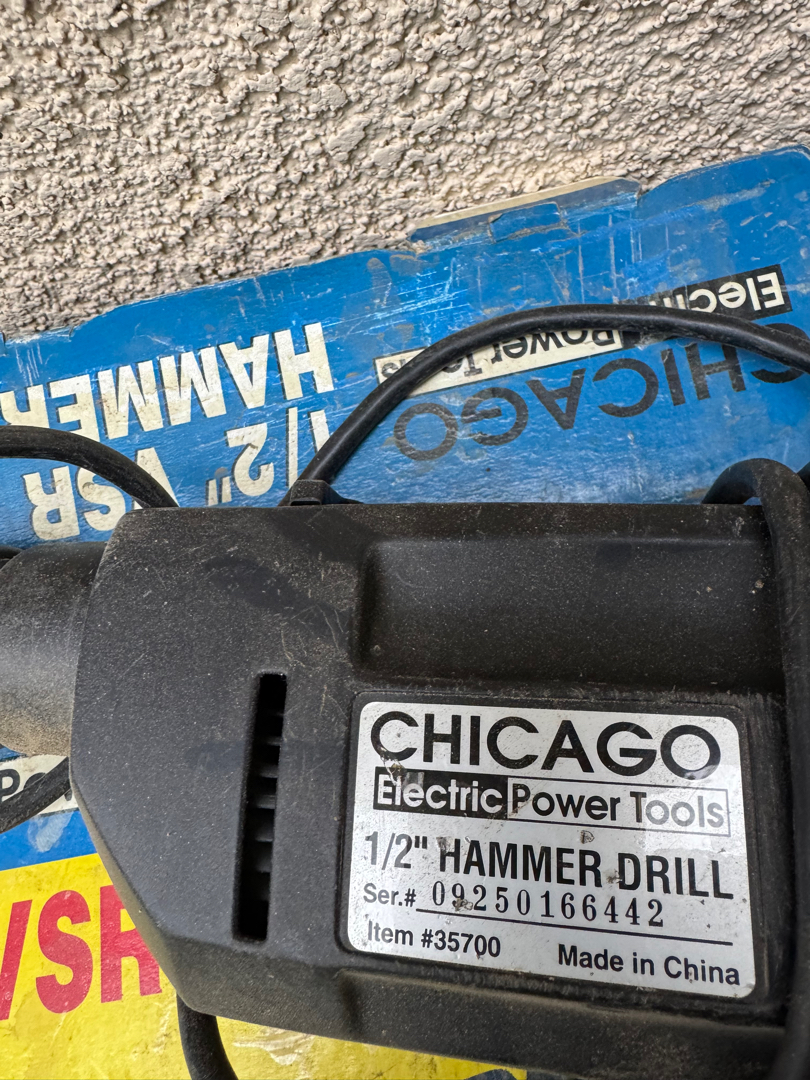 Electric
Power Tools
CHICAGO
HAMMER
1/2" VSR
CHICAGO
Electric Power Tools
1/2" HAMMER DRILL
Ser.# 09250166442
Item #35700
Made in China
/SR